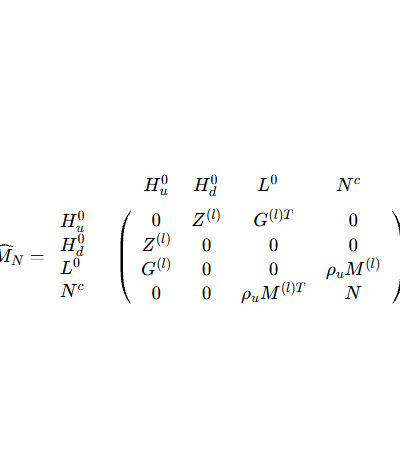 H_u^0 H_d^0 L^0 N^c
H_u^0 0 Z^{(l)} G^{(l)T} 0
H_d^0 Z^{(l)} 0 0 0
\widehat{M}_N =
L^0 G^{(l)} 0 0 ρ_u M^{(l)}
N^c 0 0 ρ_u M^{(l)T} N